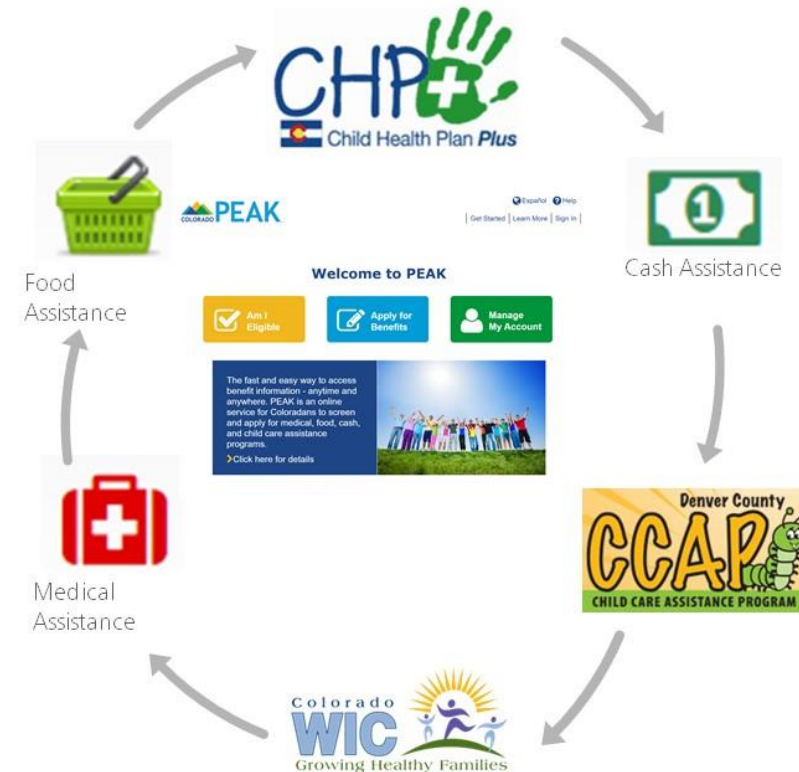 CHP+
Child Health Plan Plus
1
Cash Assistance
Food
Assistance
COLORADO PEAK
Español Help
Get Started | Learn More | Sign In
Welcome to PEAK
Am I
Eligible
Apply for
Benefits
Manage
My Account
The fast and easy way to access
benefit information - anytime and
anywhere. PEAK is an online
service for Coloradans to screen
and apply for medical, food, cash,
and child care assistance
programs.
Click here for details
Denver County
CCAP
CHILD CARE ASSISTANCE PROGRAM
Medical
Assistance
Colorado
WIC
Growing Healthy Families